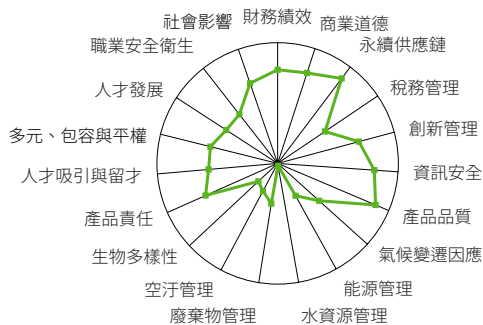 財務績效
商業道德
永續供應鏈
稅務管理
創新管理
資訊安全
產品品質
氣候變遷因應
能源管理
水資源管理
廢棄物管理
空汙管理
生物多樣性
產品責任
人才吸引與留才
多元、包容與平權
人才發展
職業安全衛生
社會影響